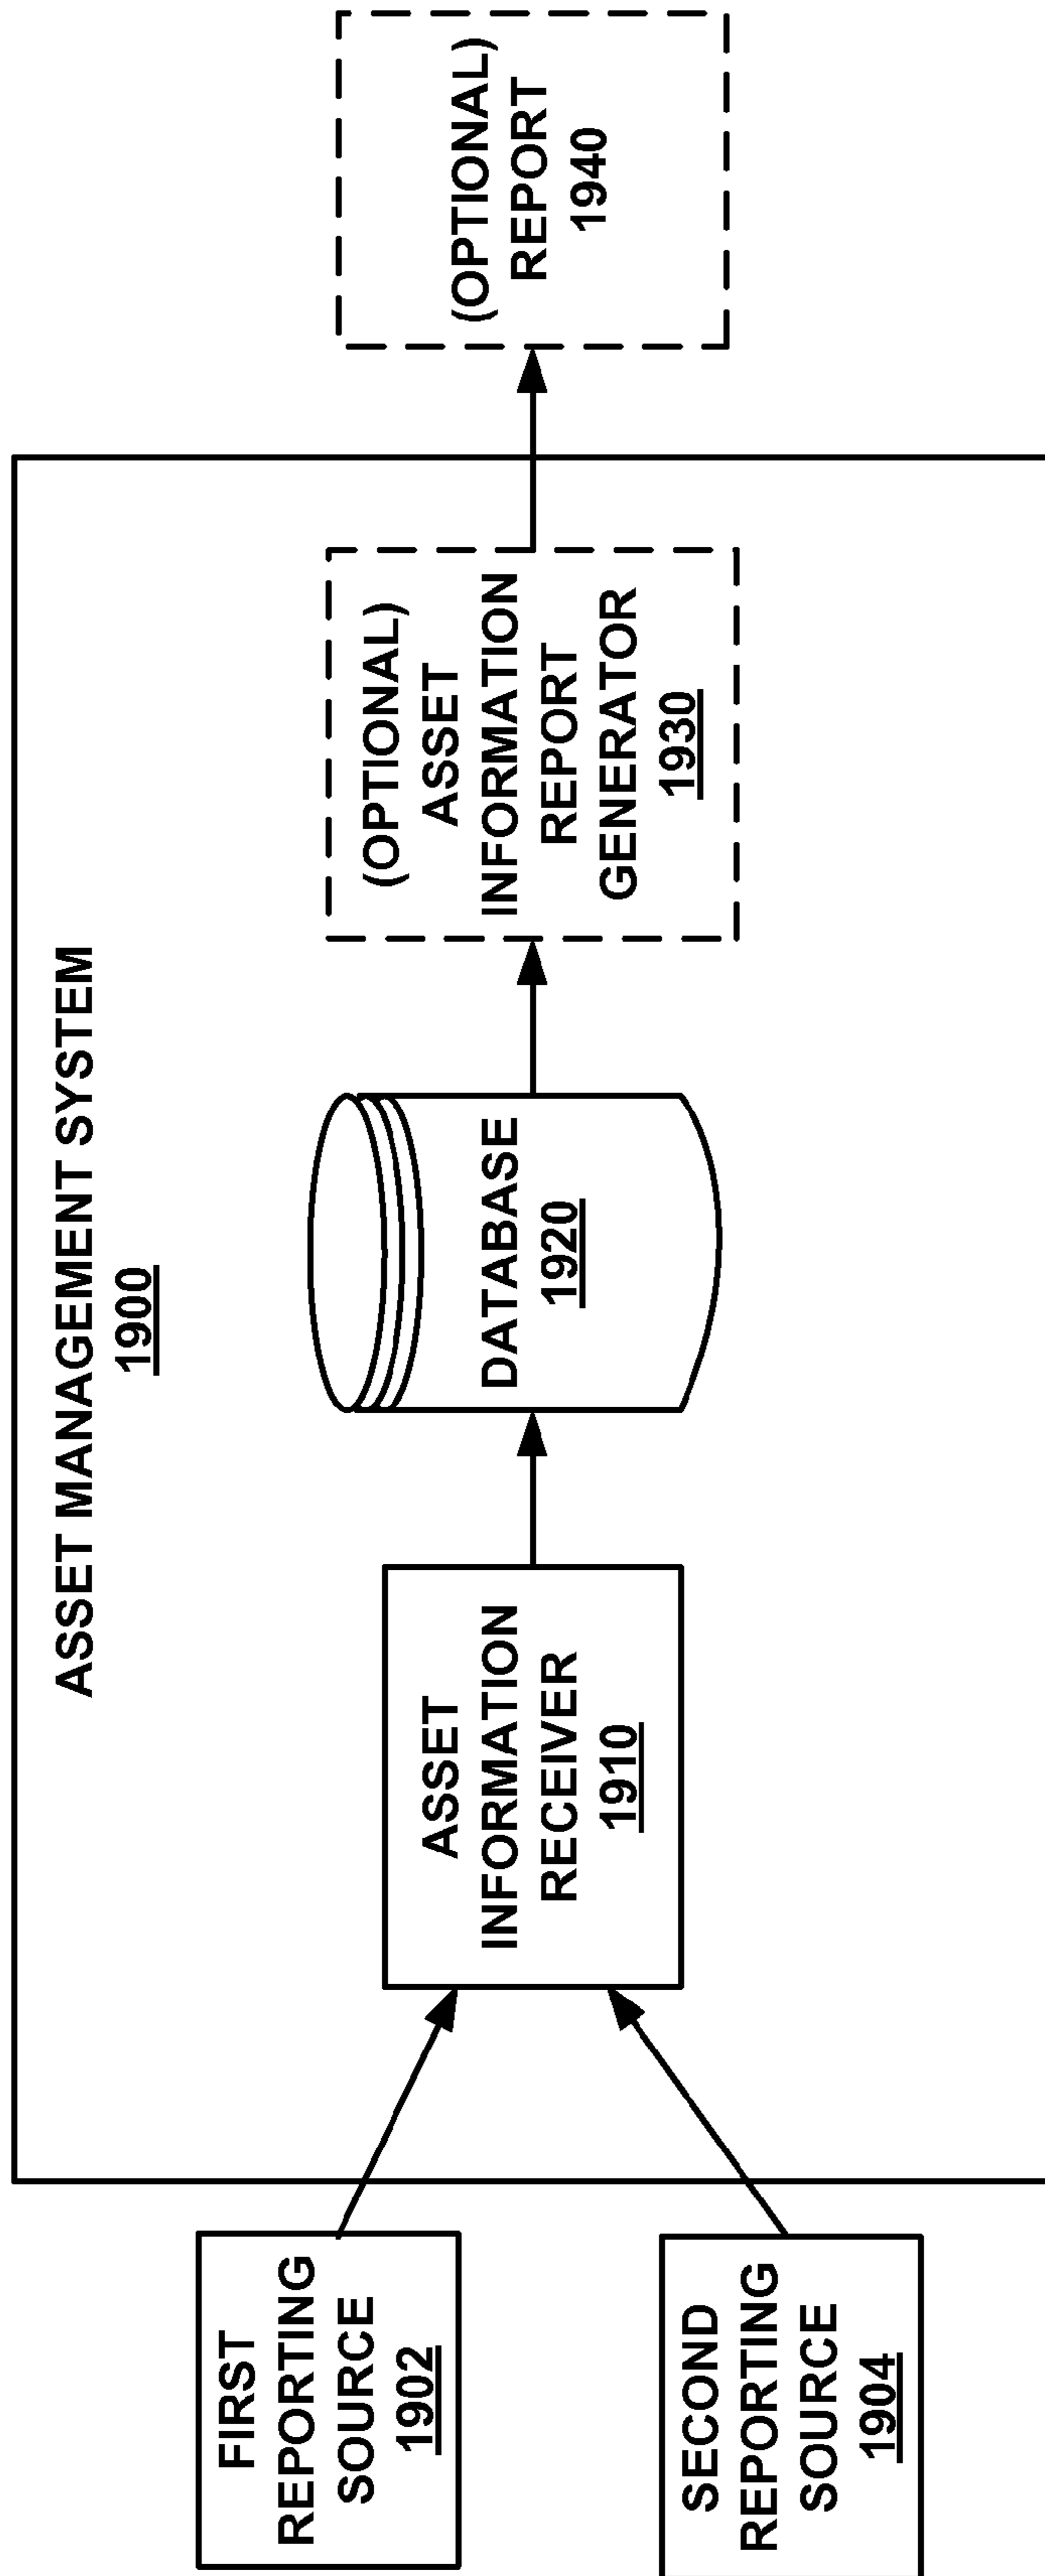 ASSET MANAGEMENT SYSTEM
1900
FIRST
REPORTING
SOURCE
1902
SECOND
REPORTING
SOURCE
1904
ASSET
INFORMATION
RECEIVER
1910
DATABASE
1920
(OPTIONAL)
ASSET
INFORMATION
REPORT
GENERATOR
1930
(OPTIONAL)
REPORT
1940